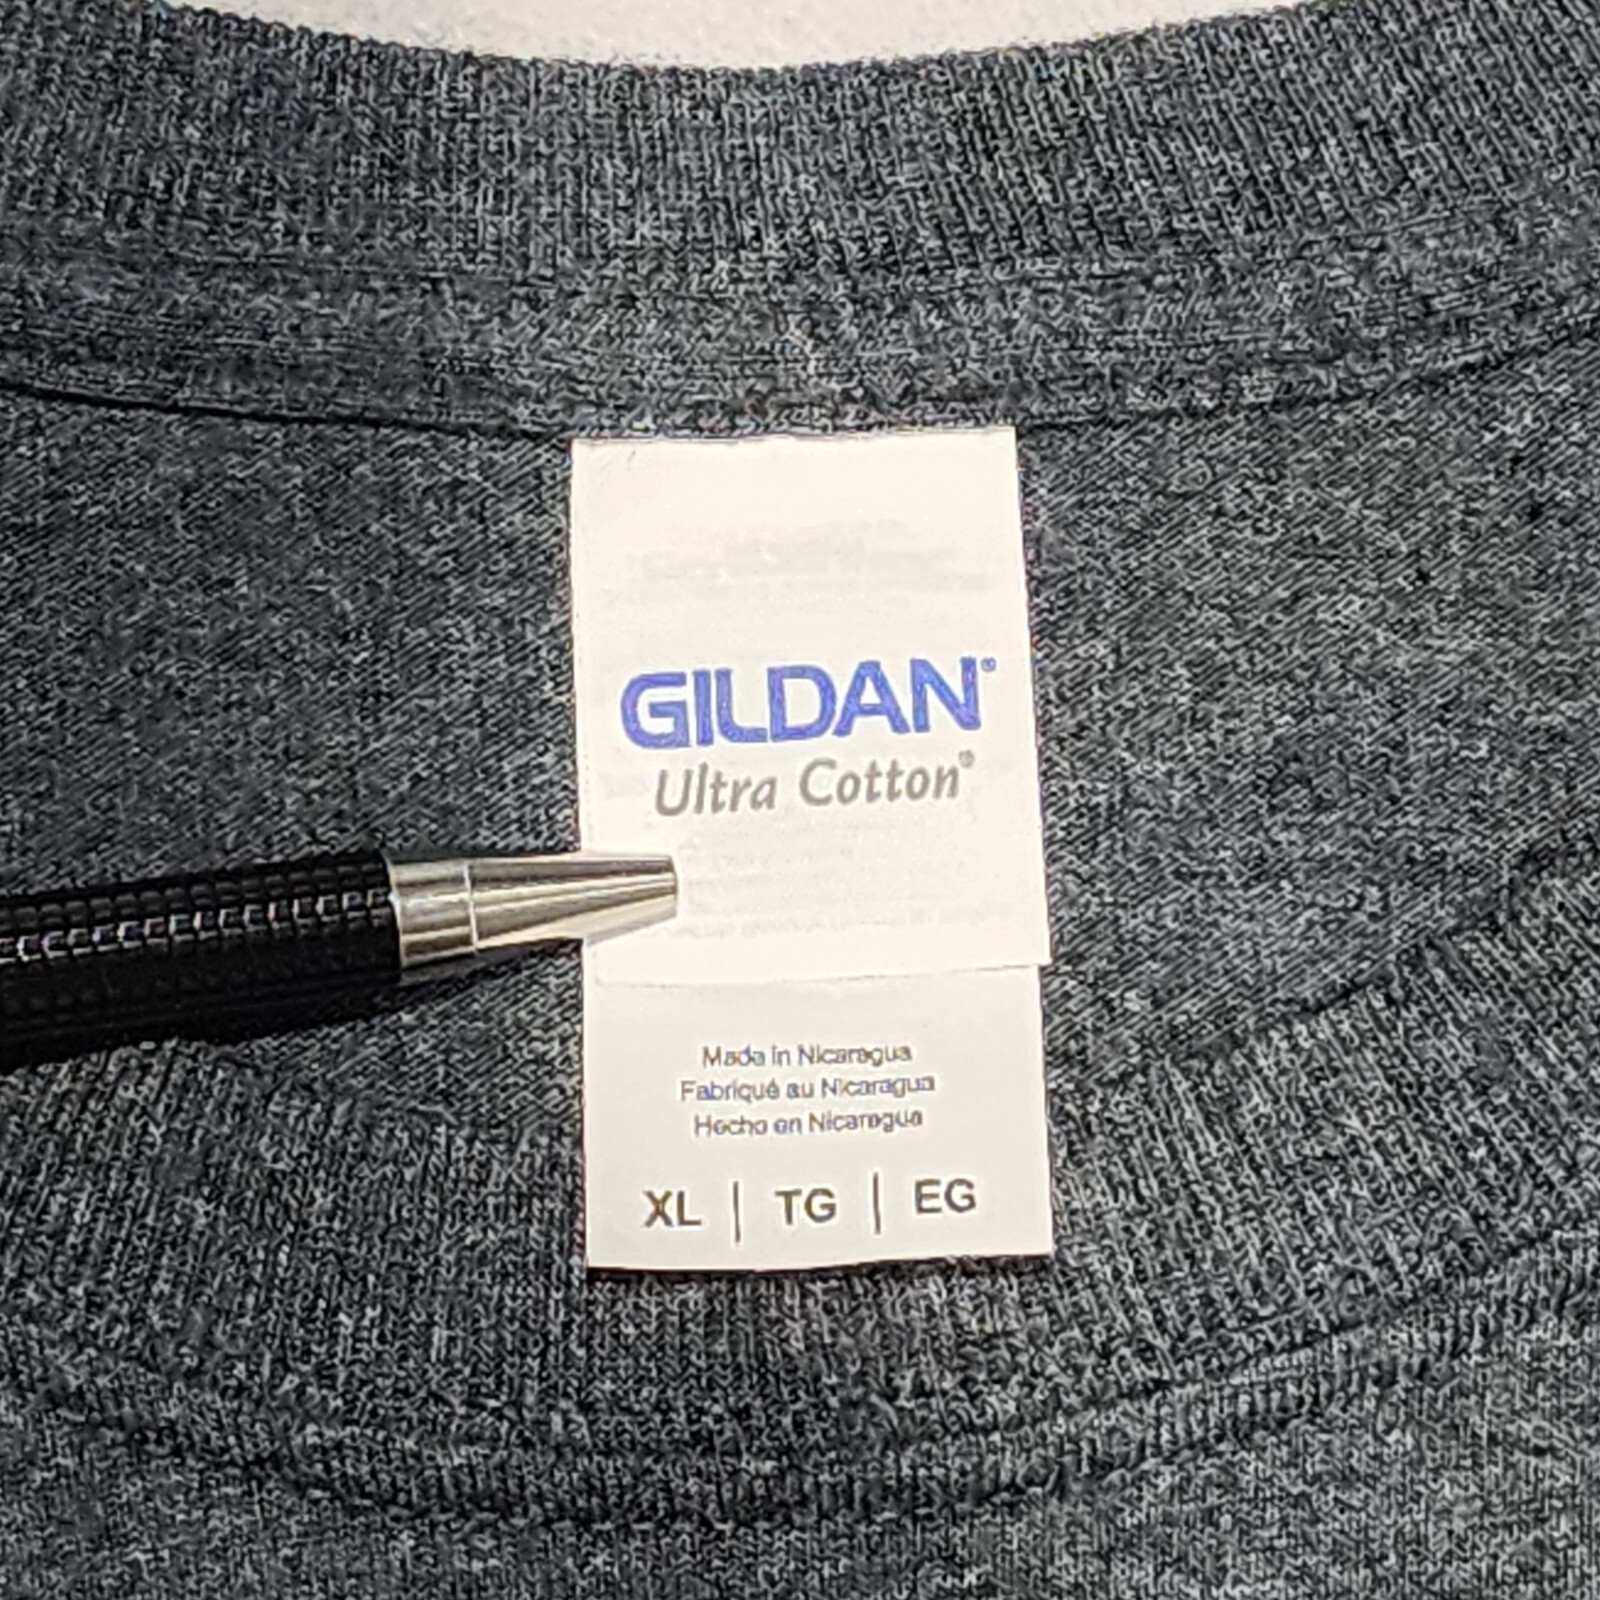 GILDAN®
Ultra Cotton®
Made in Nicaragua
Fabriqué au Nicaragua
Hecho en Nicaragua
XL | TG | EG